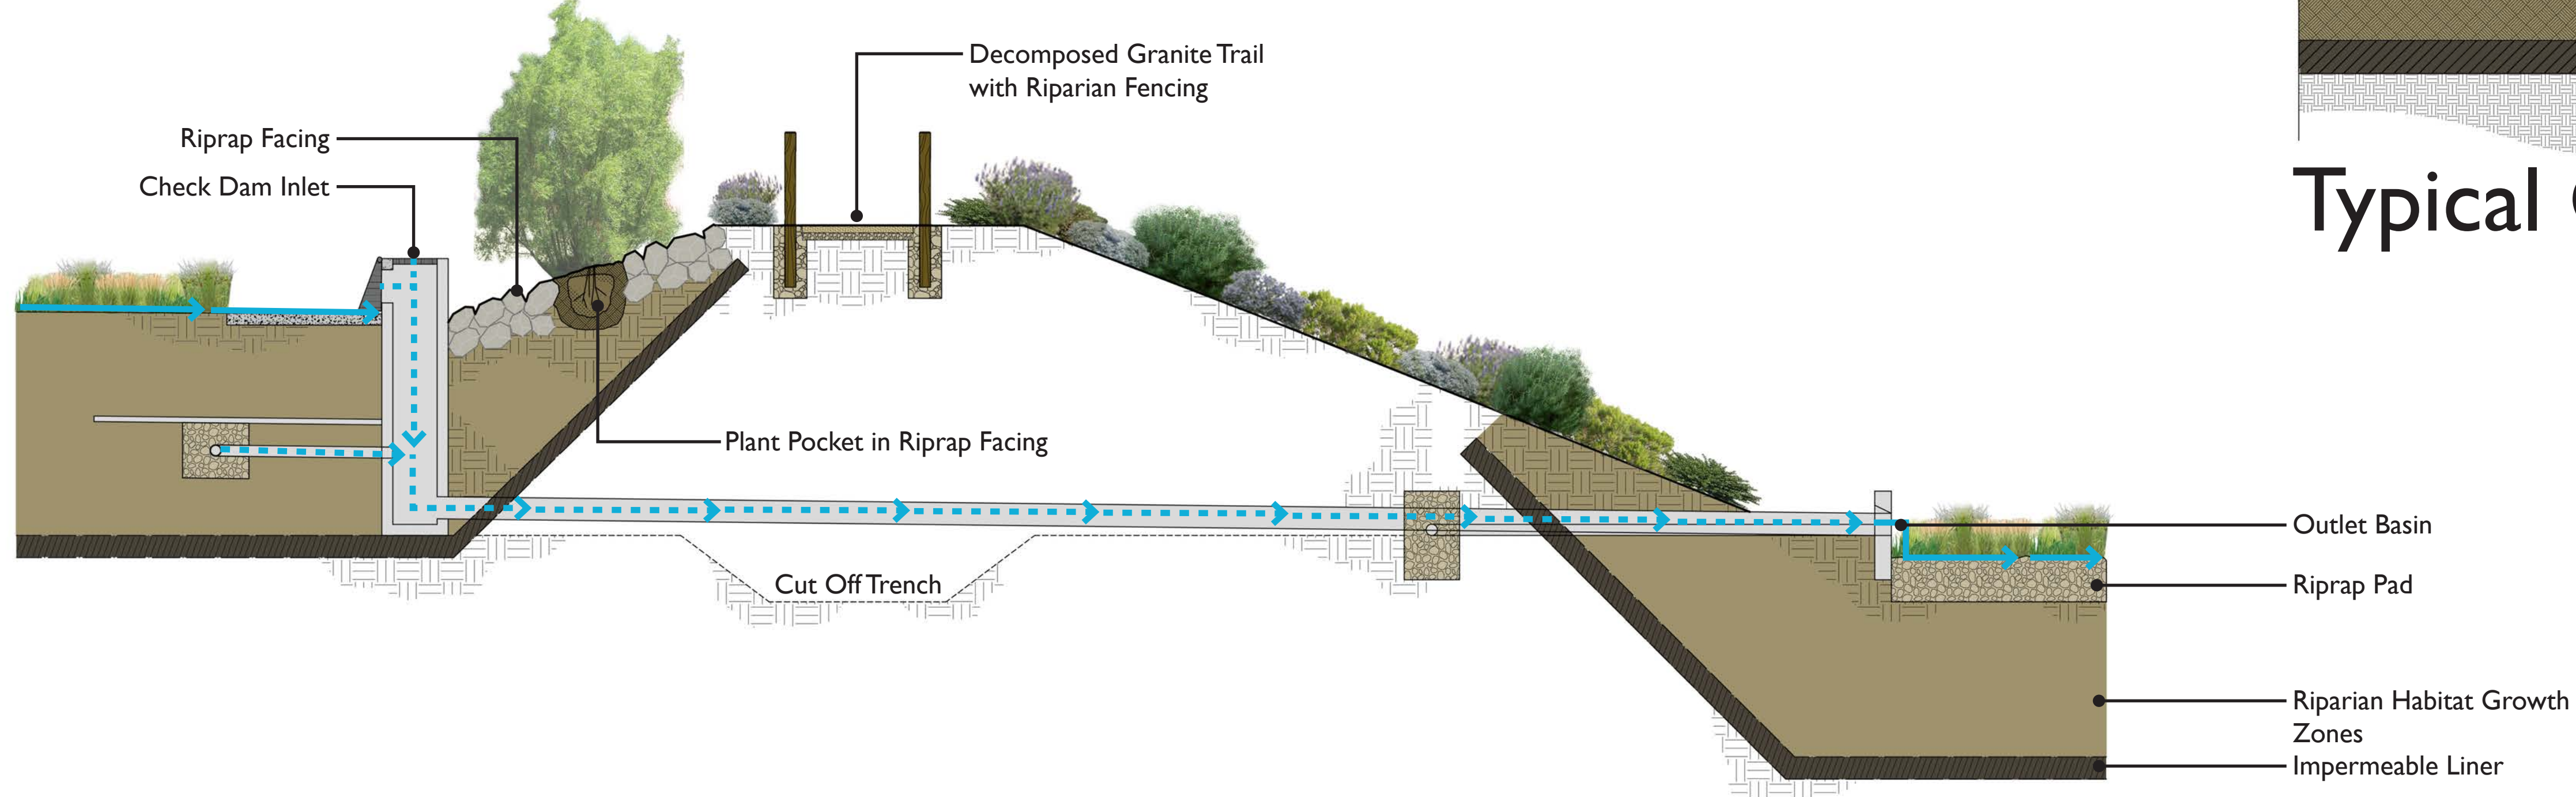 Decomposed Granite Trail
with Riparian Fencing
Riprap Facing
Check Dam Inlet
Typical
Plant Pocket in Riprap Facing
Cut Off Trench
Outlet Basin
Riprap Pad
Riparian Habitat Growth
Zones
Impermeable Liner